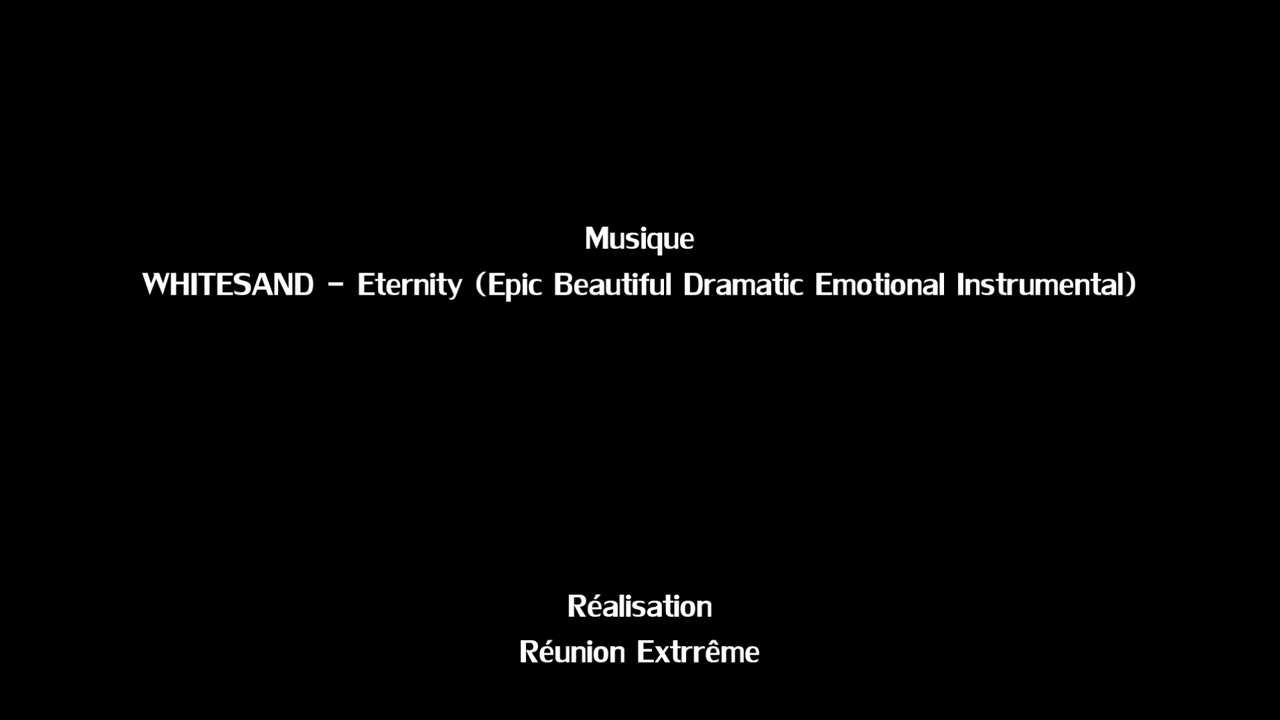 Musique
WHITESAND - Eternity (Epic Beautiful Dramatic Emotional Instrumental)
Réalisation
Réunion Extrrême